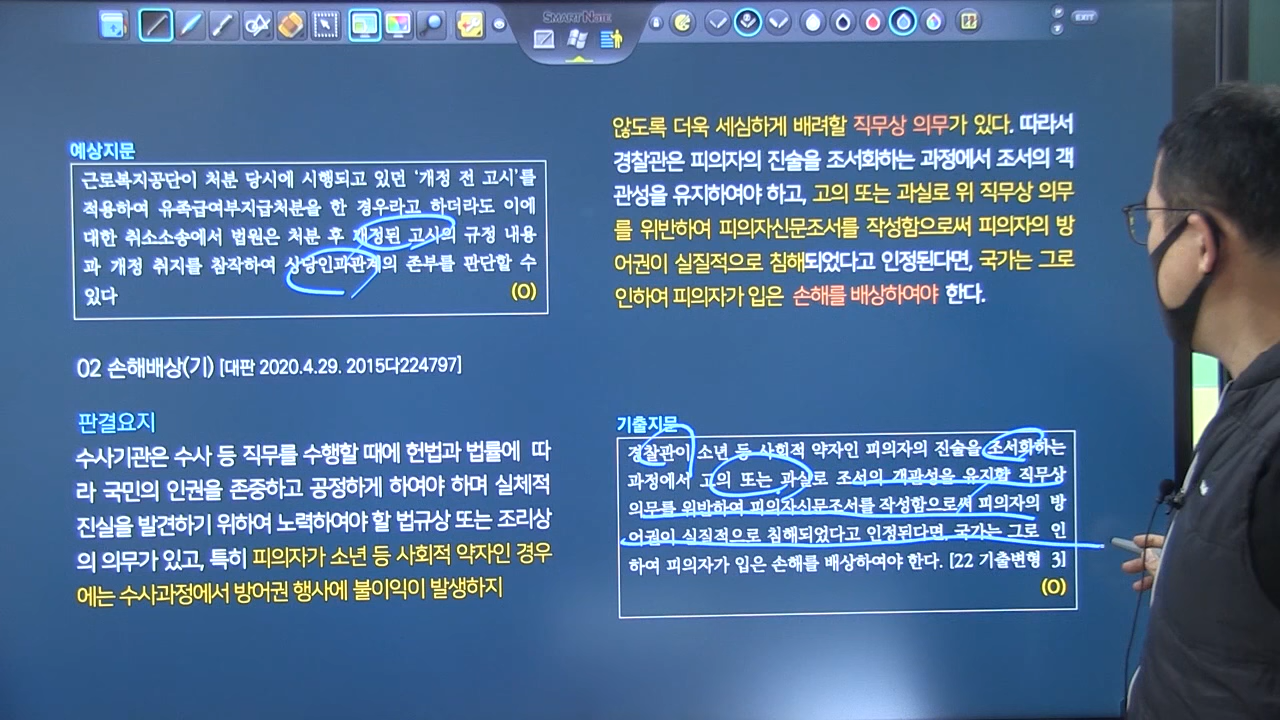 SMART NOTE
EXIT
예상지문
근로복지공단이 처분 당시에 시행되고 있던 '개정 전 고시'를
적용하여 유족급여부지급처분을 한 경우라고 하더라도 이에
대한 취소소송에서 법원은 처분 후 재정된 고시의 규정 내용
과 개정 취지를 참작하여 상당인과관계의 존부를 판단할 수
있다
(O)
02 손해배상(기) [대판 2020.4.29. 2015다224797]
판결요지
수사기관은 수사 등 직무를 수행할 때에 헌법과 법률에 따
라 국민의 인권을 존중하고 공정하게 하여야 하며 실체적
진실을 발견하기 위하여 노력하여야 할 법규상 또는 조리상
의 의무가 있고, 특히 피의자가 소년 등 사회적 약자인 경우
에는 수사과정에서 방어권 행사에 불이익이 발생하지
않도록 더욱 세심하게 배려할 직무상 의무가 있다. 따라서
경찰관은 피의자의 진술을 조서화하는 과정에서 조서의 객
관성을 유지하여야 하고, 고의 또는 과실로 위 직무상 의무
를 위반하여 피의자신문조서를 작성함으로써 피의자의 방
어권이 실질적으로 침해되었다고 인정된다면, 국가는 그로
인하여 피의자가 입은 손해를 배상하여야 한다.
기출지문
경찰관이 소년 등 사회적 약자인 피의자의 진술을 조서화하는
과정에서 고의 또는 과실로 조서의 객관성을 유지할 직무상
의무를 위반하여 피의자신문조서를 작성함으로써 피의자의 방
어권이 실질적으로 침해되었다고 인정된다면, 국가는 그로 인
하여 피의자가 입은 손해를 배상하여야 한다. [22 기출변형 3]
(O)